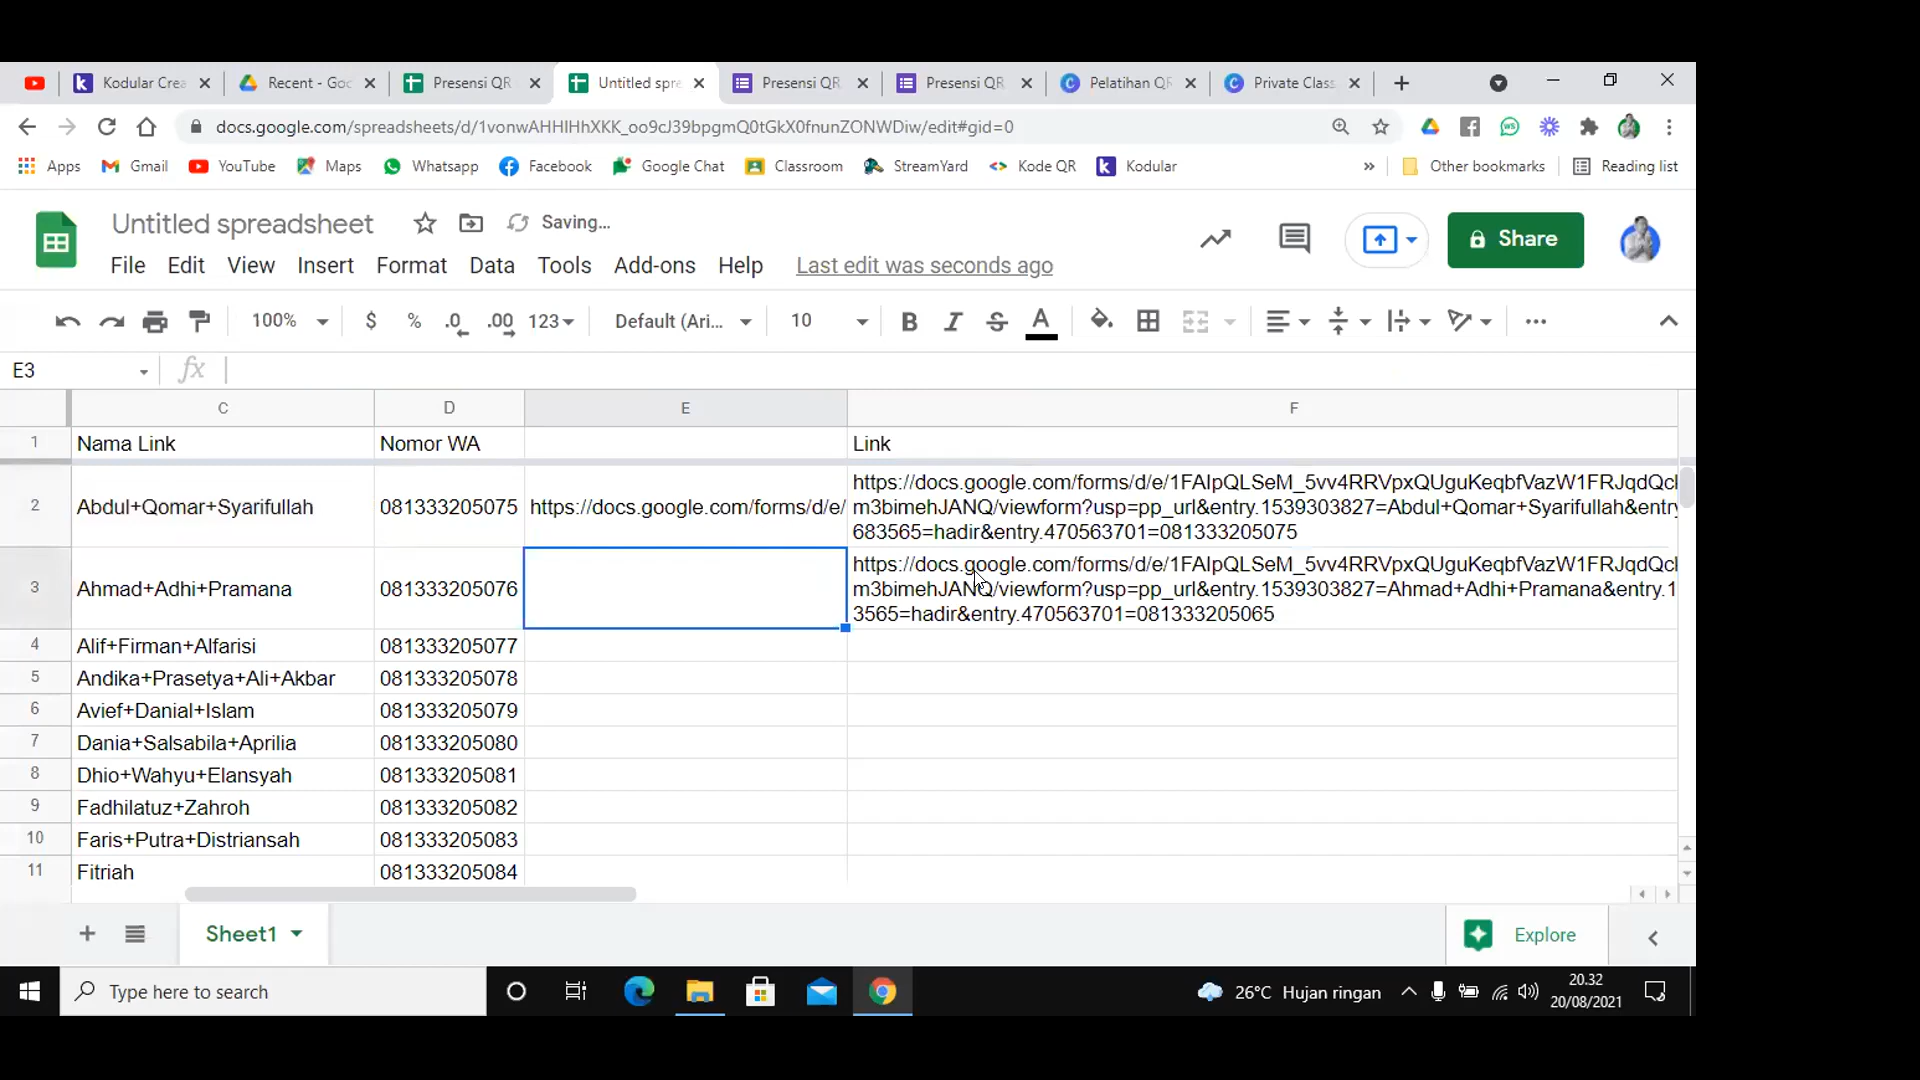 Kodular Crea
Recent - Goo
Presensi QR
Untitled spre
Presensi QR
Presensi QR
Pelatihan QR
Private Class
docs.google.com/spreadsheets/d/1vonwAHHIHhXKK_oo9cJ39bpgmQ0tGkX0fnunZONWDiw/edit#gid=0
Apps Gmail YouTube Maps Whatsapp Facebook Google Chat Classroom StreamYard Kode QR Kodular » Other bookmarks Reading list
Untitled spreadsheet Saving... Share
File Edit View Insert Format Data Tools Add-ons Help Last edit was seconds ago
100% $ % .0 .00 123 Default (Ari... 10 B I S A
E3 fx
C D E F
1 Nama Link Nomor WA Link
https://docs.google.com/forms/d/e/1FAIpQLSeM_5vv4RRVpxQUguKeqbfVazW1FRJqdQcl
2 Abdul+Qomar+Syarifullah 081333205075 https://docs.google.com/forms/d/e/ m3bimehJANQ/viewform?usp=pp_url&entry.1539303827=Abdul+Qomar+Syarifullah&entry
683565=hadir&entry.470563701=081333205075
https://docs.google.com/forms/d/e/1FAIpQLSeM_5vv4RRVpxQUguKeqbfVazW1FRJqdQcl
3 Ahmad+Adhi+Pramana 081333205076 m3bimehJANQ/viewform?usp=pp_url&entry.1539303827=Ahmad+Adhi+Pramana&entry.1
3565=hadir&entry.470563701=081333205065
4 Alif+Firman+Alfarisi 081333205077
5 Andika+Prasetya+Ali+Akbar 081333205078
6 Avief+Danial+Islam 081333205079
7 Dania+Salsabila+Aprilia 081333205080
8 Dhio+Wahyu+Elansyah 081333205081
9 Fadhilatuz+Zahroh 081333205082
10 Faris+Putra+Distriansah 081333205083
11 Fitriah 081333205084
Sheet1 Explore
Type here to search 26°C Hujan ringan 20.32
20/08/2021